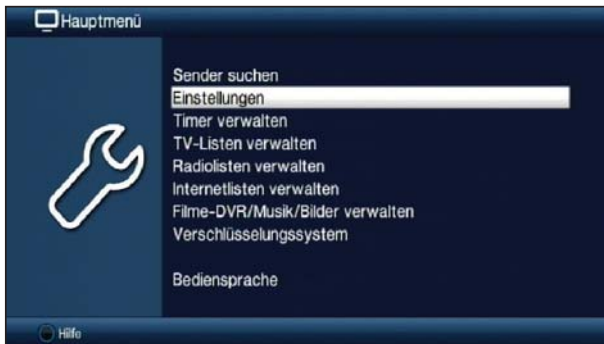 Hauptmenü
Sender suchen
Einstellungen
Timer verwalten
TV-Listen verwalten
Radiolisten verwalten
Internetlisten verwalten
Filme-DVR/Musik/Bilder verwalten
Verschlüsselungssystem
Bediensprache
Hilfe